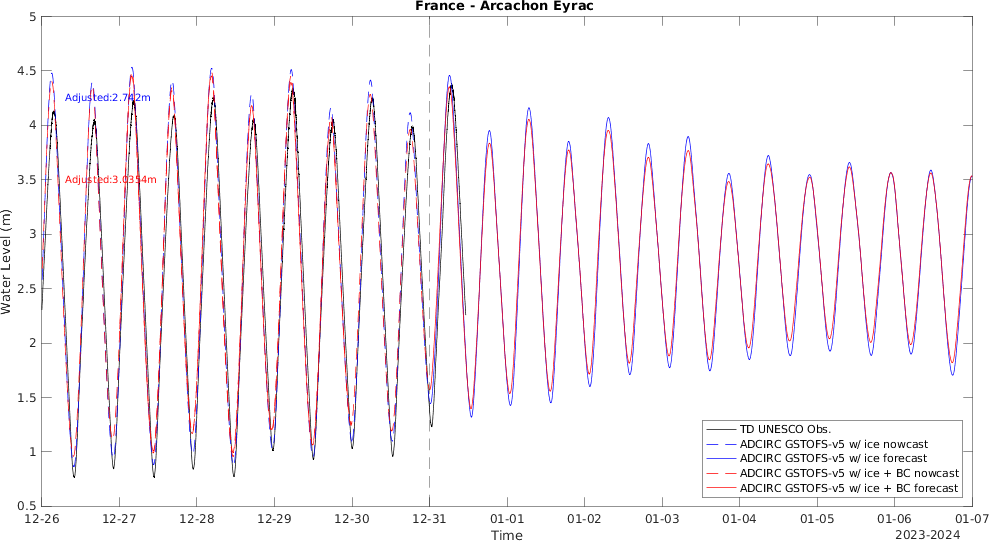 France - Arcachon Eyrac
Water Level (m)
5
4.5
4
3.5
3
2.5
2
1.5
1
0.5
Adjusted:2.742m
Adjusted:3.0354m
TD UNESCO Obs.
ADCIRC GSTOFS-v5 w/ ice nowcast
ADCIRC GSTOFS-v5 w/ ice forecast
ADCIRC GSTOFS-v5 w/ ice + BC nowcast
ADCIRC GSTOFS-v5 w/ ice + BC forecast
12-26 12-27 12-28 12-29 12-30 12-31 01-01 01-02 01-03 01-04 01-05 01-06 01-07
Time
2023-2024